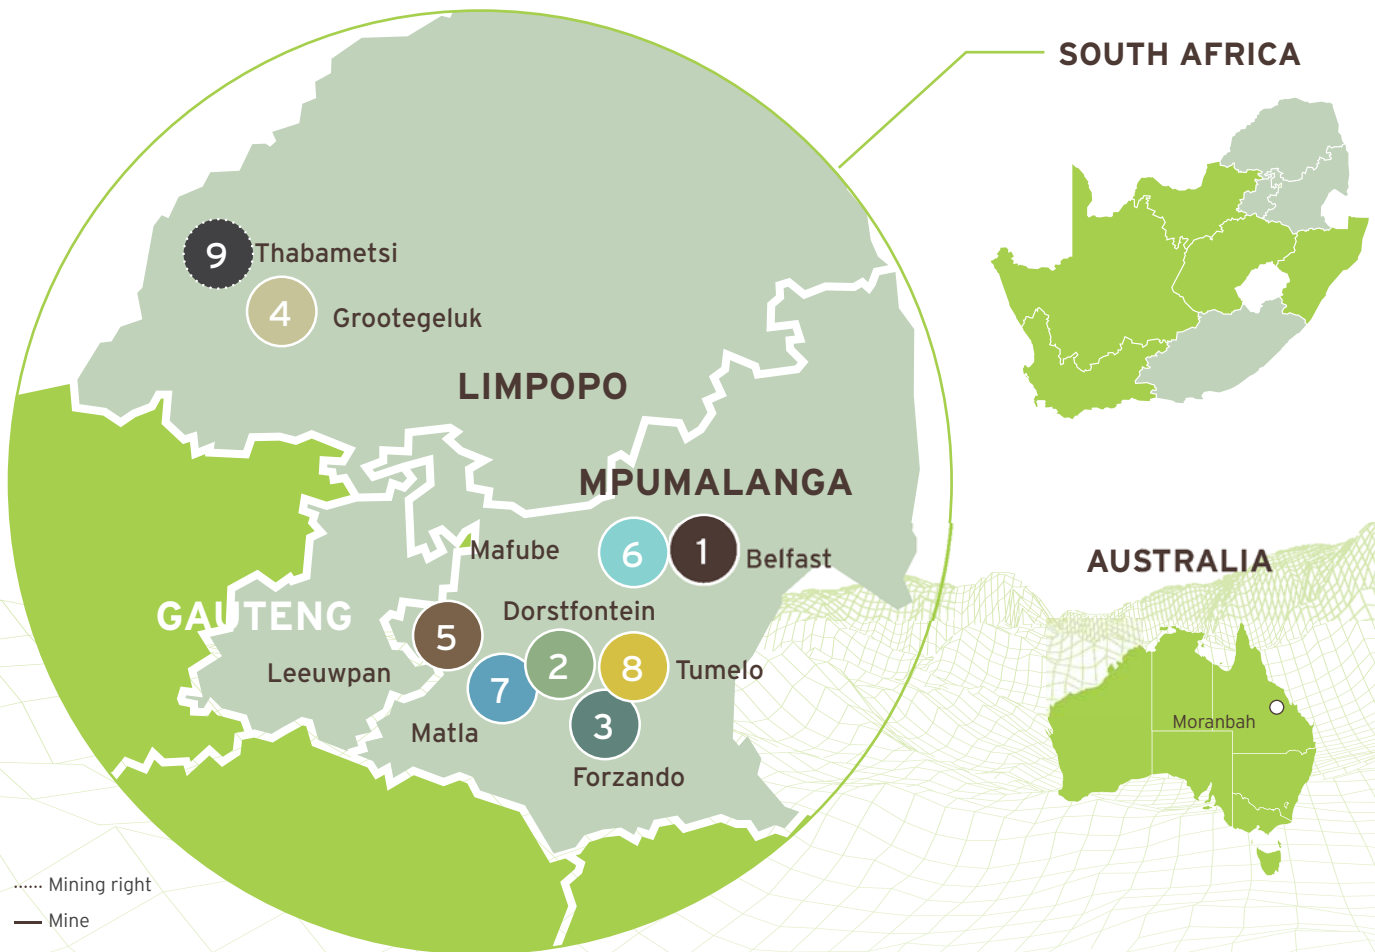 SOUTH AFRICA
9 Thabametsi
4 Grootegeluk
LIMPOPO
MPUMALANGA
Mafube 6 1 Belfast
AUSTRALIA
GAUTENG
Dorstfontein
5
Leeuwpan
7 2 8 Tumelo
Matla
3
Forzando
Moranbah
Mining right
Mine